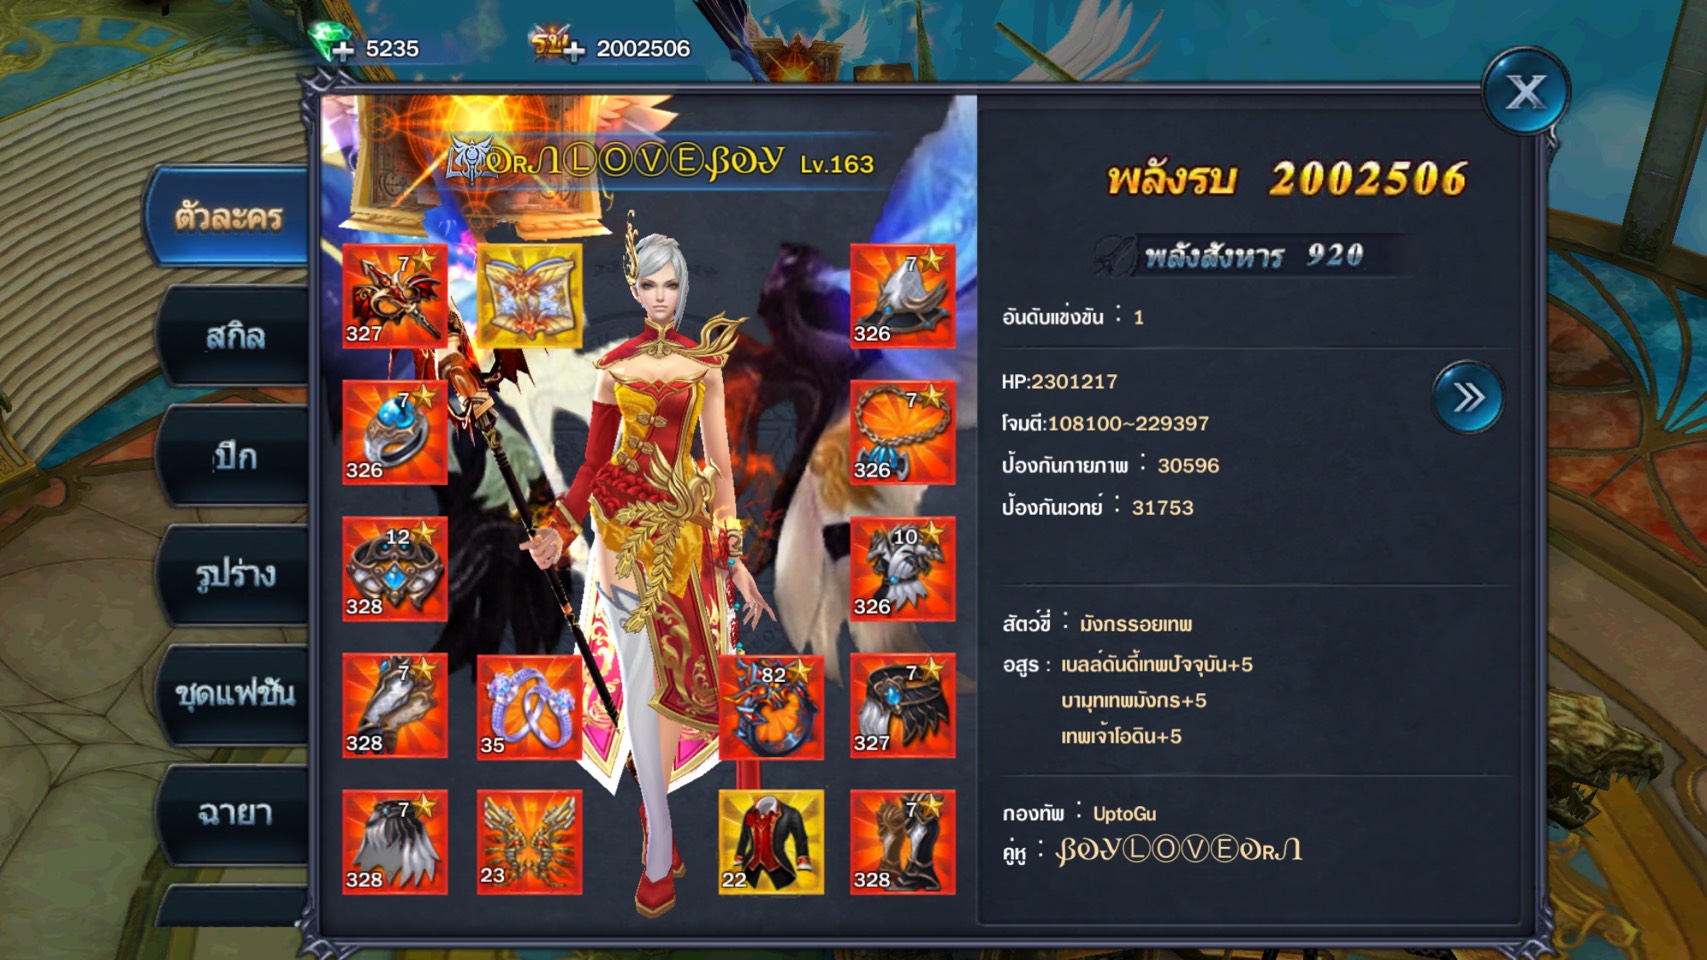 5235
รบ 2002506
ᎧRᏁⓁⓄⓋⒺᏰᎧᎩ Lv.163
พลังรบ 2002506
พลังสังหาร 920
ตัวละคร
สกิล
ปีก
รูปร่าง
ชุดแฟชั่น
ฉายา
7
327
7
326
7
326
7
326
12
328
10
326
7
328
35
82
7
327
7
328
23
22
7
328
อันดับแข่งขัน : 1
HP:2301217
โจมตี:108100~229397
ป้องกันกายภาพ : 30596
ป้องกันเวทย์ : 31753
สัตว์ขี่ : มังกรรอยเทพ
อสูร : เบลล์ดันดี้เทพปัจจุบัน+5
บามุทเทพมังกร+5
เทพเจ้าโอดิน+5
กองทัพ : UptoGu
คู่หู : ᏰᎧᎩⓁⓄⓋⒺᎧRᏁ